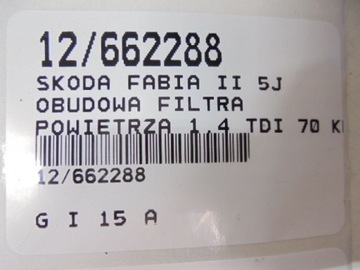 12/662288
SKODA FABIA II 5J
OBUDOWA FILTRA
POWIETRZA 1.4 TDI 70
12/662288
G I 15 A